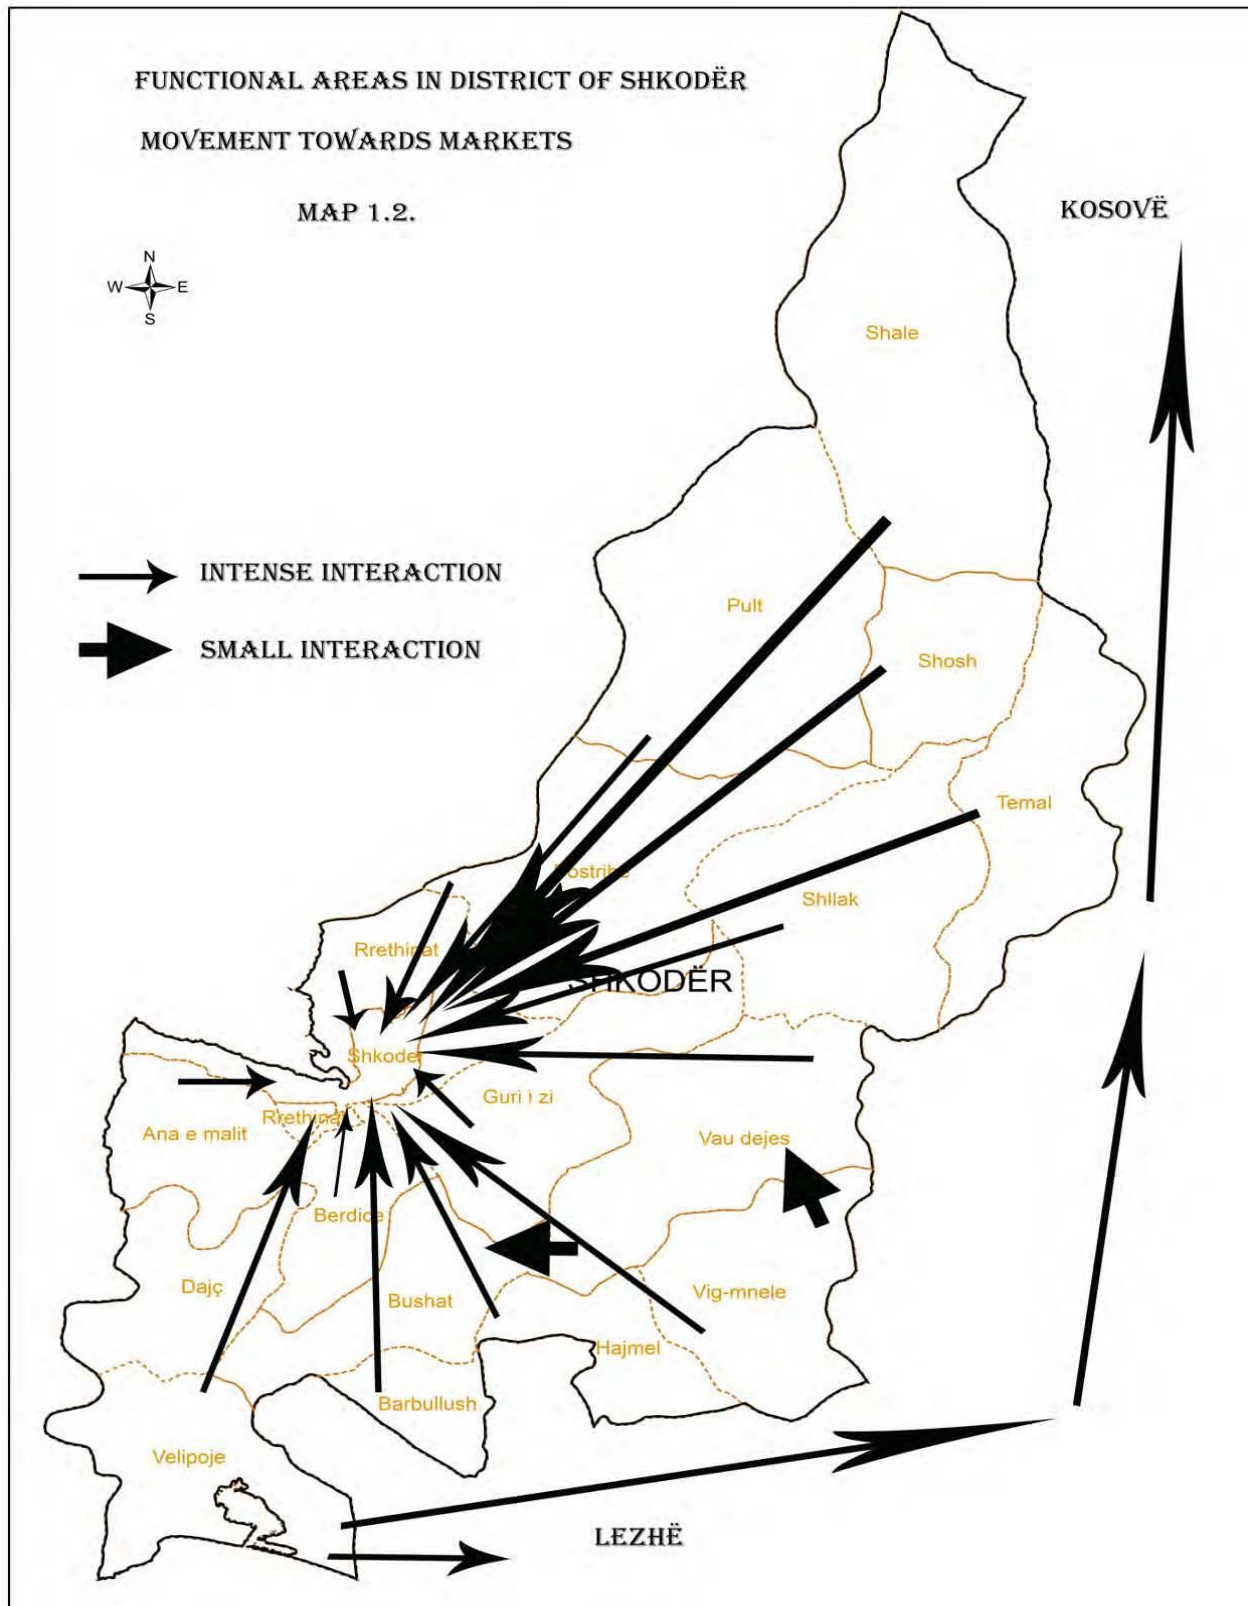 FUNCTIONAL AREAS IN DISTRICT OF SHKODËR
MOVEMENT TOWARDS MARKETS
MAP 1.2.
KOSOVË
N
W E
S
Shale
INTENSE INTERACTION
Pult
SMALL INTERACTION
Shosh
Temal
Shllak
Rrethinat
SHKODËR
Shkoder
Guri i zi
Ana e malit
Vau dejes
Berdice
Dajç
Bushat
Vig-mnele
Hajmel
Barbullush
Velipoje
LEZHË